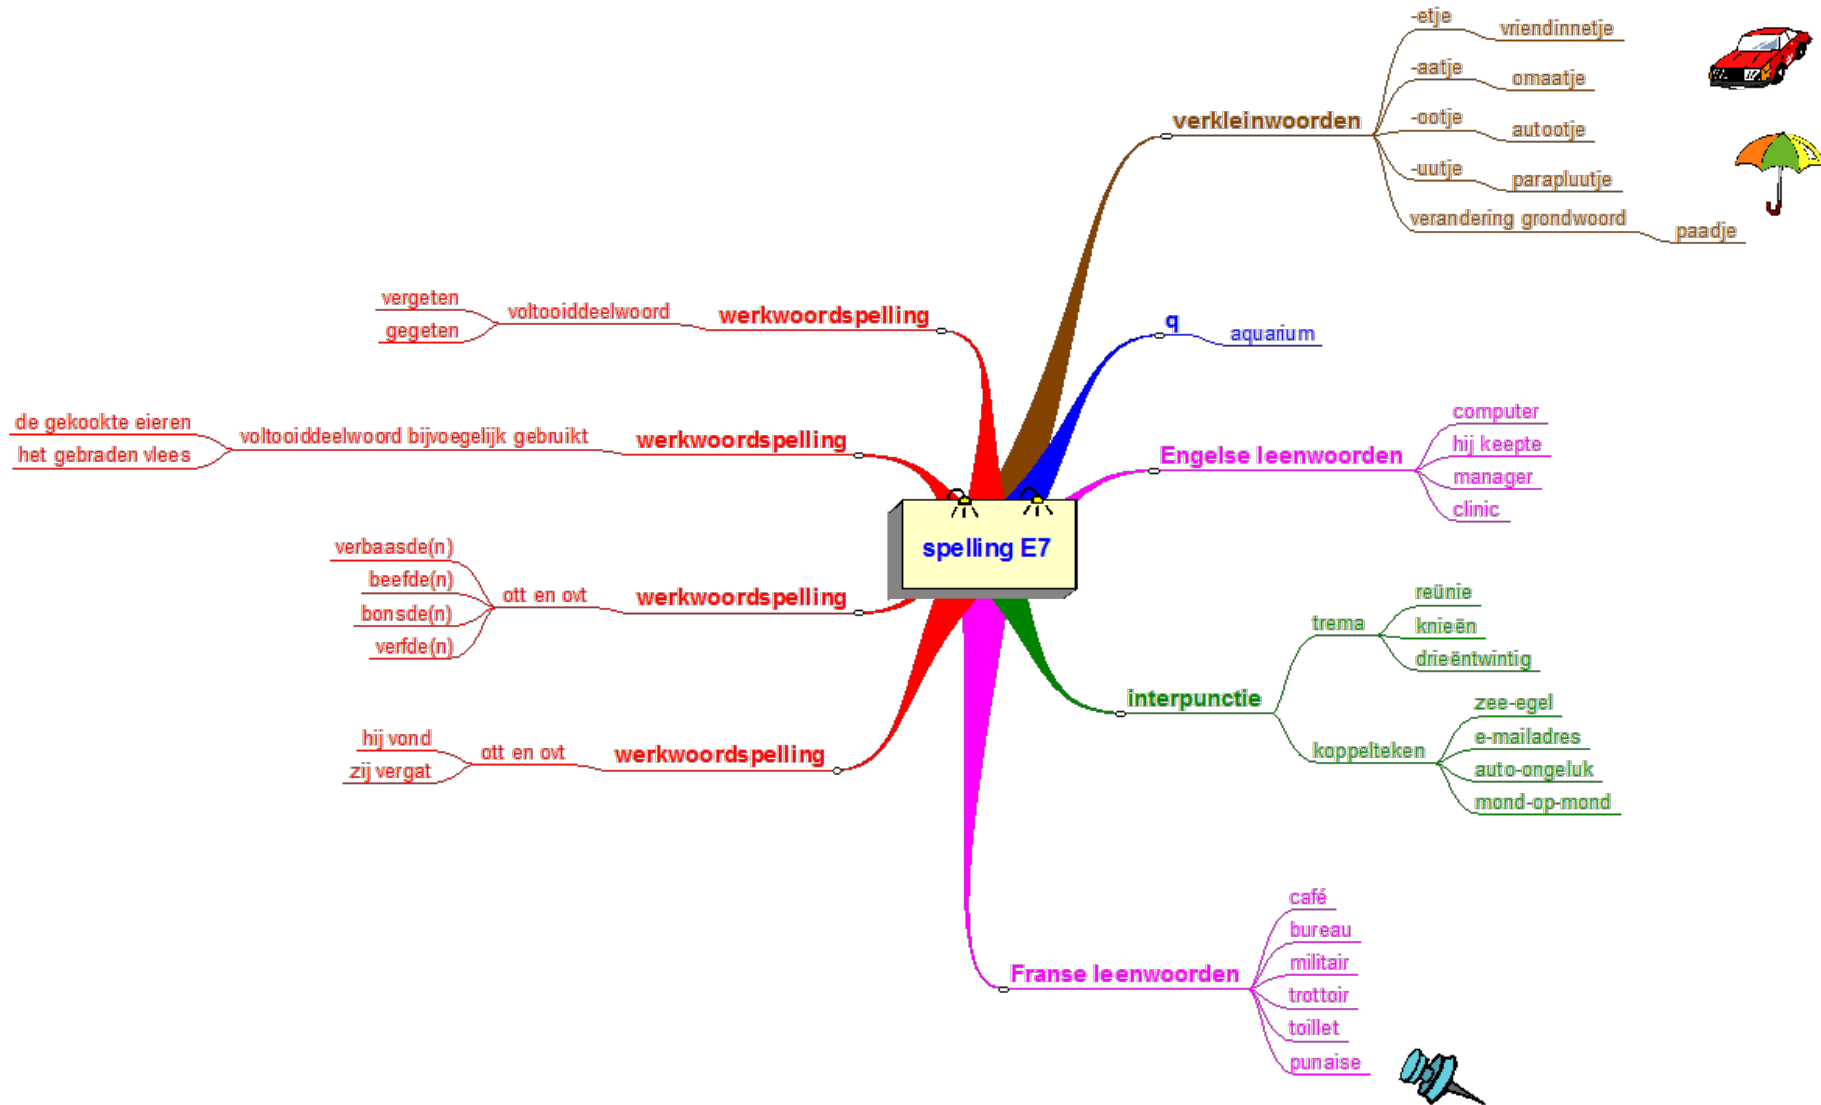 spelling E7
verkleinwoorden
-etje
vriendinnetje
-aatje
omaatje
-ootje
autootje
-uutje
parapluutje
verandering grondwoord
paadje
q
aquarium
Engelse leenwoorden
computer
hij keepte
manager
clinic
interpunctie
trema
reünie
knieën
drieëntwintig
koppelteken
zee-egel
e-mailadres
auto-ongeluk
mond-op-mond
Franse leenwoorden
café
bureau
militair
trottoir
toillet
punaise
werkwoordspelling
voltooiddeelwoord
vergeten
gegeten
werkwoordspelling
voltooiddeelwoord bijvoegelijk gebruikt
de gekookte eieren
het gebraden vlees
werkwoordspelling
ott en ovt
verbaasde(n)
beefde(n)
bonsde(n)
verfde(n)
werkwoordspelling
ott en ovt
hij vond
zij vergat